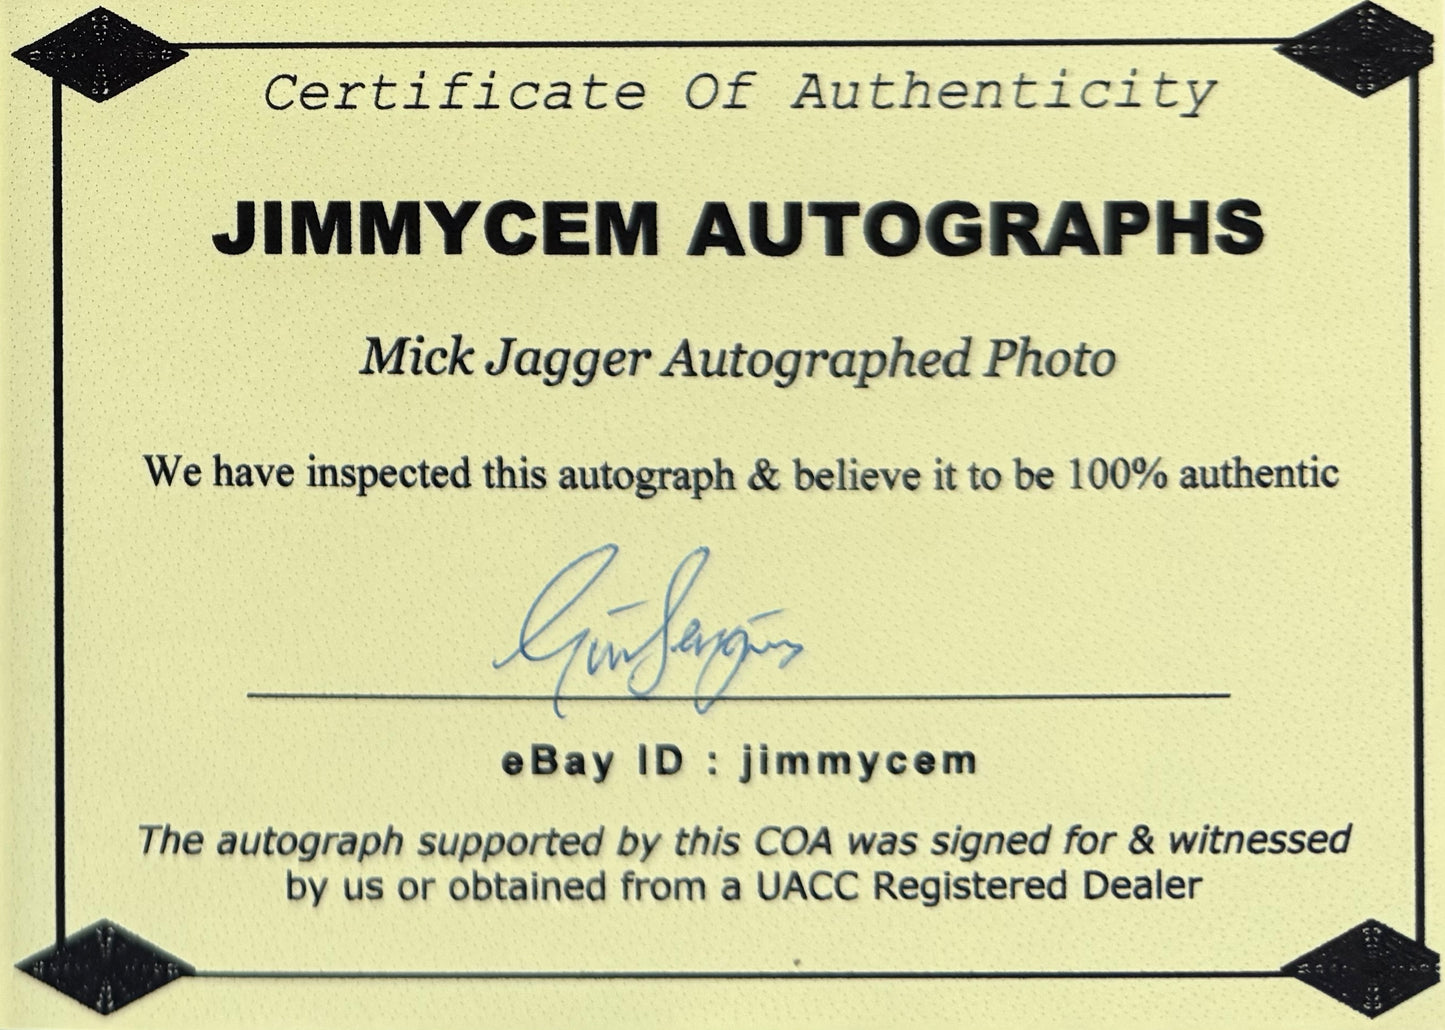 Certificate Of Authenticity
JIMMYCEM AUTOGRAPHS
Mick Jagger Autographed Photo
We have inspected this autograph & believe it to be 100% authentic
eBay ID : jimmycem
The autograph supported by this COA was signed for & witnessed
by us or obtained from a UACC Registered Dealer